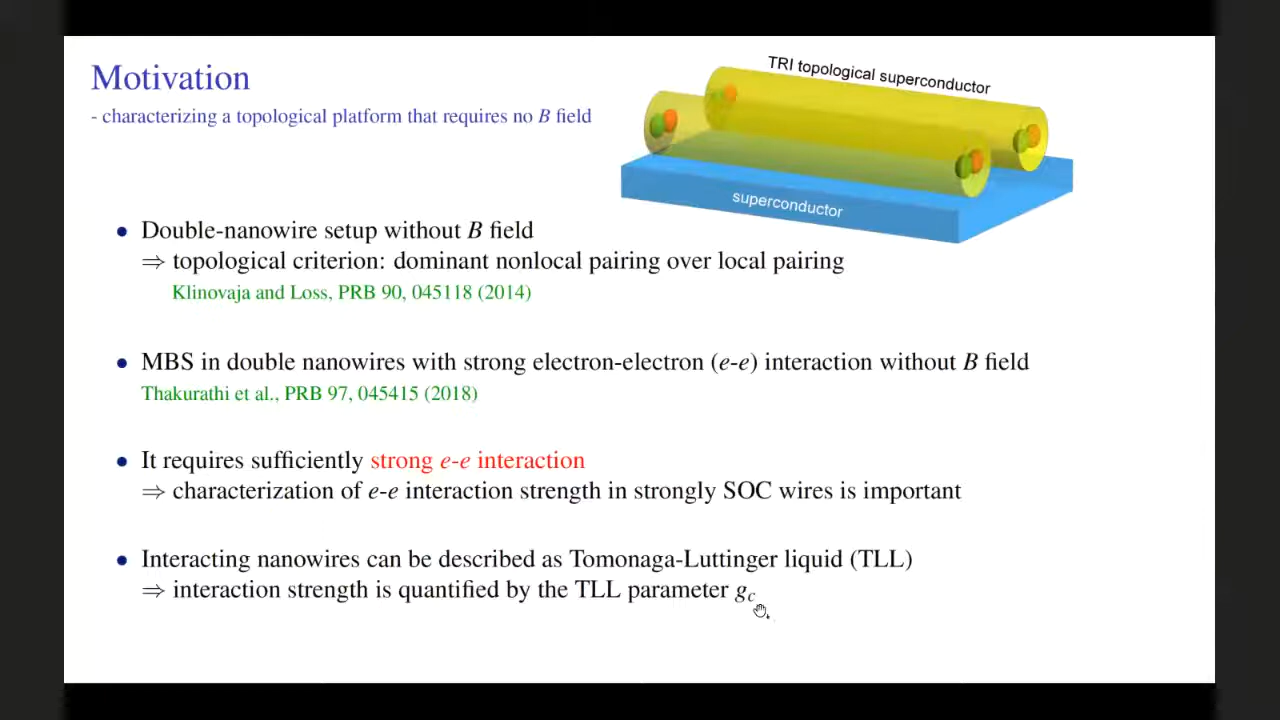 Motivation
- characterizing a topological platform that requires no B field
TRI topological superconductor
superconductor
• Double-nanowire setup without B field
⇒ topological criterion: dominant nonlocal pairing over local pairing
Klinovaja and Loss, PRB 90, 045118 (2014)
• MBS in double nanowires with strong electron-electron (e-e) interaction without B field
Thakurathi et al., PRB 97, 045415 (2018)
• It requires sufficiently strong e-e interaction
⇒ characterization of e-e interaction strength in strongly SOC wires is important
• Interacting nanowires can be described as Tomonaga-Luttinger liquid (TLL)
⇒ interaction strength is quantified by the TLL parameter g_c